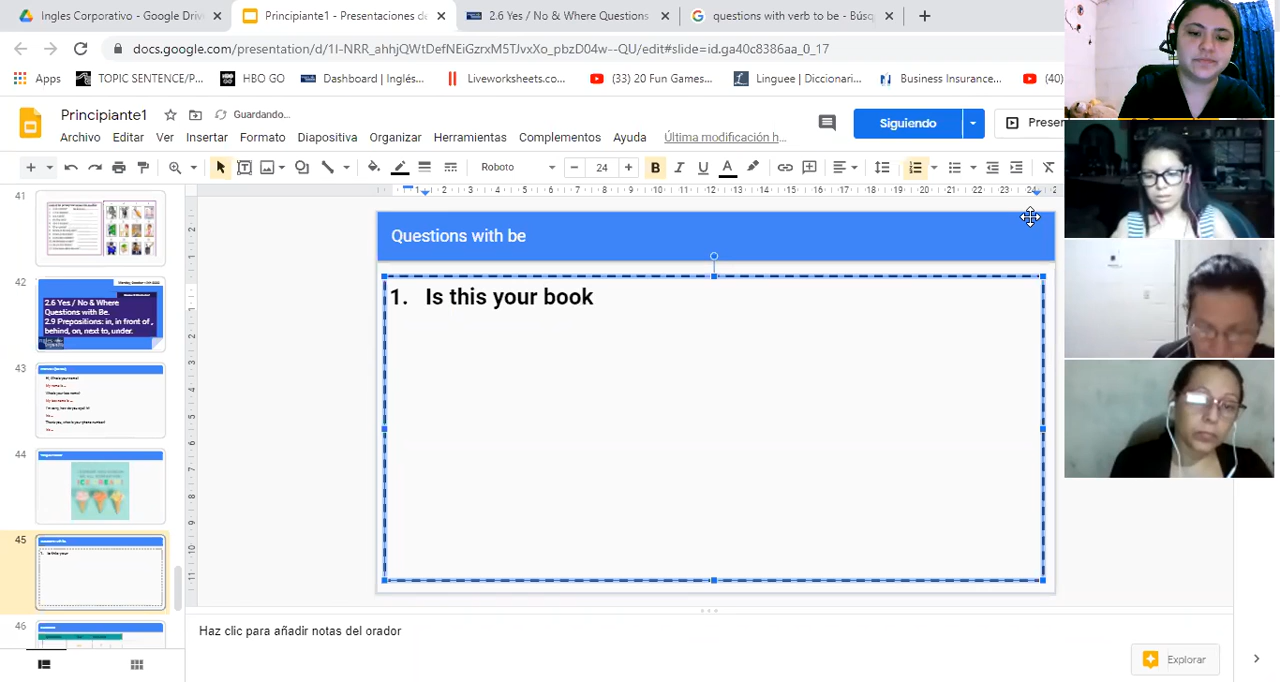 Ingles Corporativo - Google Driv
Principiante1 - Presentaciones de
2.6 Yes / No & Where Questions
questions with verb to be - Búsq
docs.google.com/presentation/d/1I-NRR_ahhjQWtDefNEiGzrxM5TJvxXo_pbzD04w--QU/edit#slide=id.ga40c8386aa_0_17
Apps
TOPIC SENTENCE/P...
HBO GO
Dashboard | Inglés...
Liveworksheets.co...
(33) 20 Fun Games...
Linguee | Diccionari...
Business Insurance...
(40)
Principiante1
Guardando...
Archivo Editar Ver Insertar Formato Diapositiva Organizar Herramientas Complementos Ayuda
Última modificación h...
Siguiendo
Presen
Roboto
24
B I U A
41
42
2.6 Yes / No & Where
Questions with Be.
2.9 Prepositions: in, in front of,
behind, on, next to, under.
43
44
45
1. Is this your
46
Questions with be
1. Is this your book
Haz clic para añadir notas del orador
Explorar